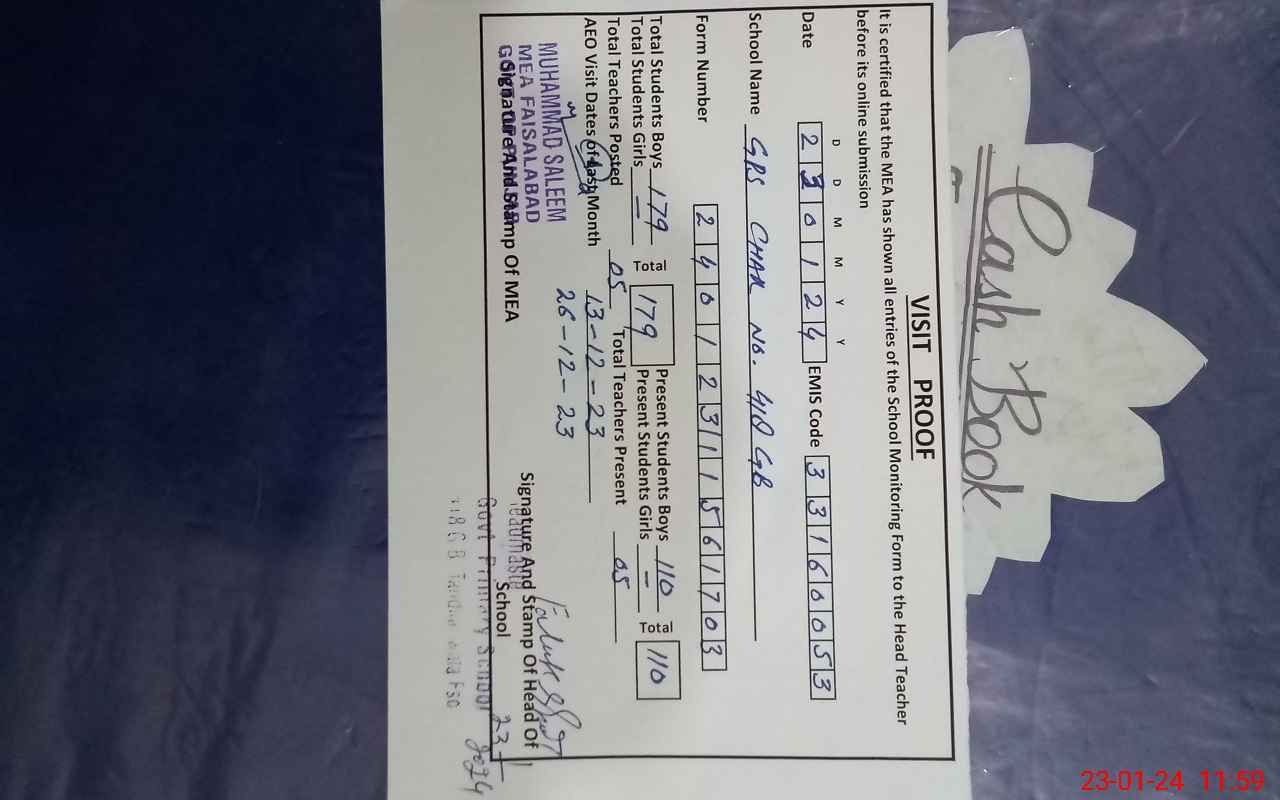 Cash Book
VISIT PROOF
It is certified that the MEA has shown all entries of the School Monitoring Form to the Head Teacher
before its online submission
D D M M Y Y
Date 2 3 0 1 2 4 EMIS Code 3 3 1 6 0 0 5 3
School Name GPS CHAK No. GB
Form Number 2 4 0 1 2 3 1 1 5 6 1 7 0 3
Total Students Boys 179 Total 179 Present Students Boys 110 Total 110
Total Students Girls — Present Students Girls —
Total Teachers Posted 05 Total Teachers Present 05
AEO Visit Dates of Last Month 13-12-23
26-12-23
MUHAMMAD SALEEM
MEA FAISALABAD
Signature And Stamp Of MEA
Signature And Stamp Of Head Of
School
Govt Primary School
23-1
2024
23-01-24 11.59